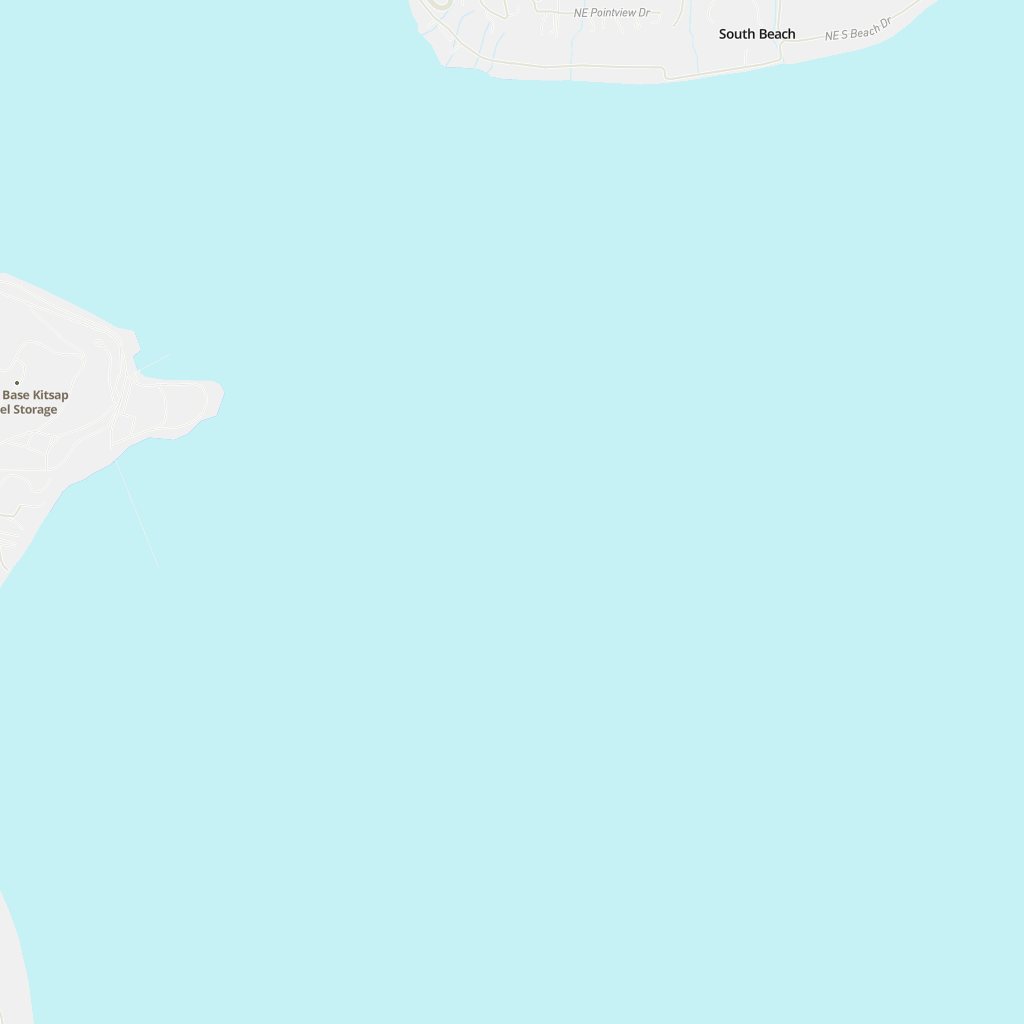 NE Pointview Dr
South Beach
NE S Beach Dr
Base Kitsap
el Storage